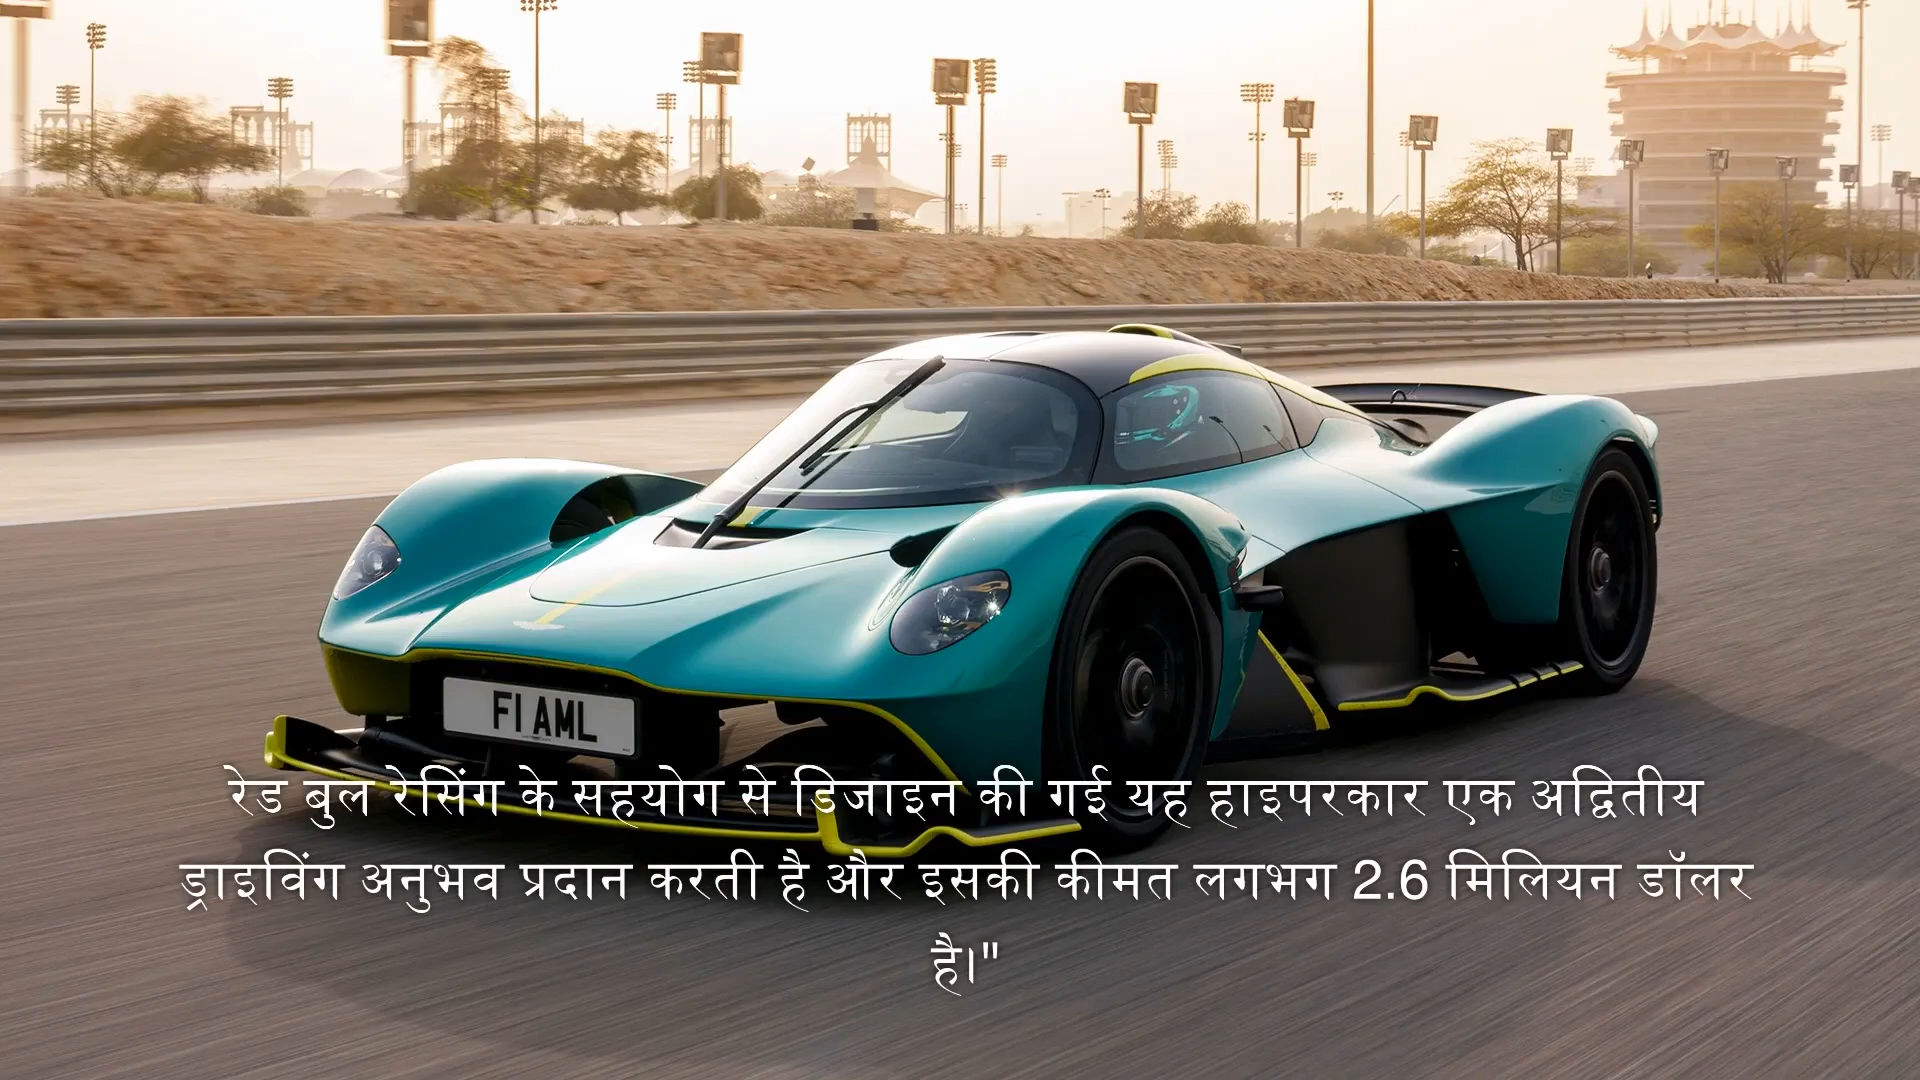 F1 AML
रेड बुल रेसिंग के सहयोग से डिजाइन की गई यह हाइपरकार एक अद्वितीय
ड्राइविंग अनुभव प्रदान करती है और इसकी कीमत लगभग 2.6 मिलियन डॉलर
है।"